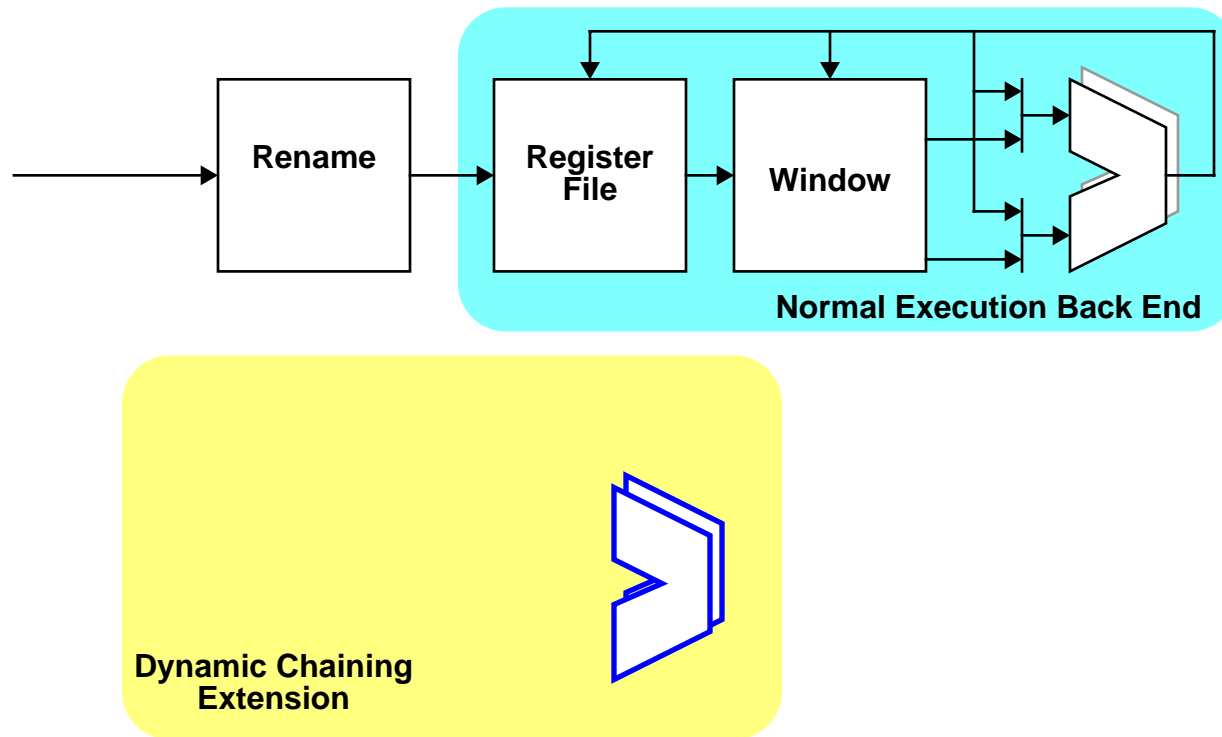 Rename
Register
File
Window
Normal Execution Back End
Dynamic Chaining
Extension